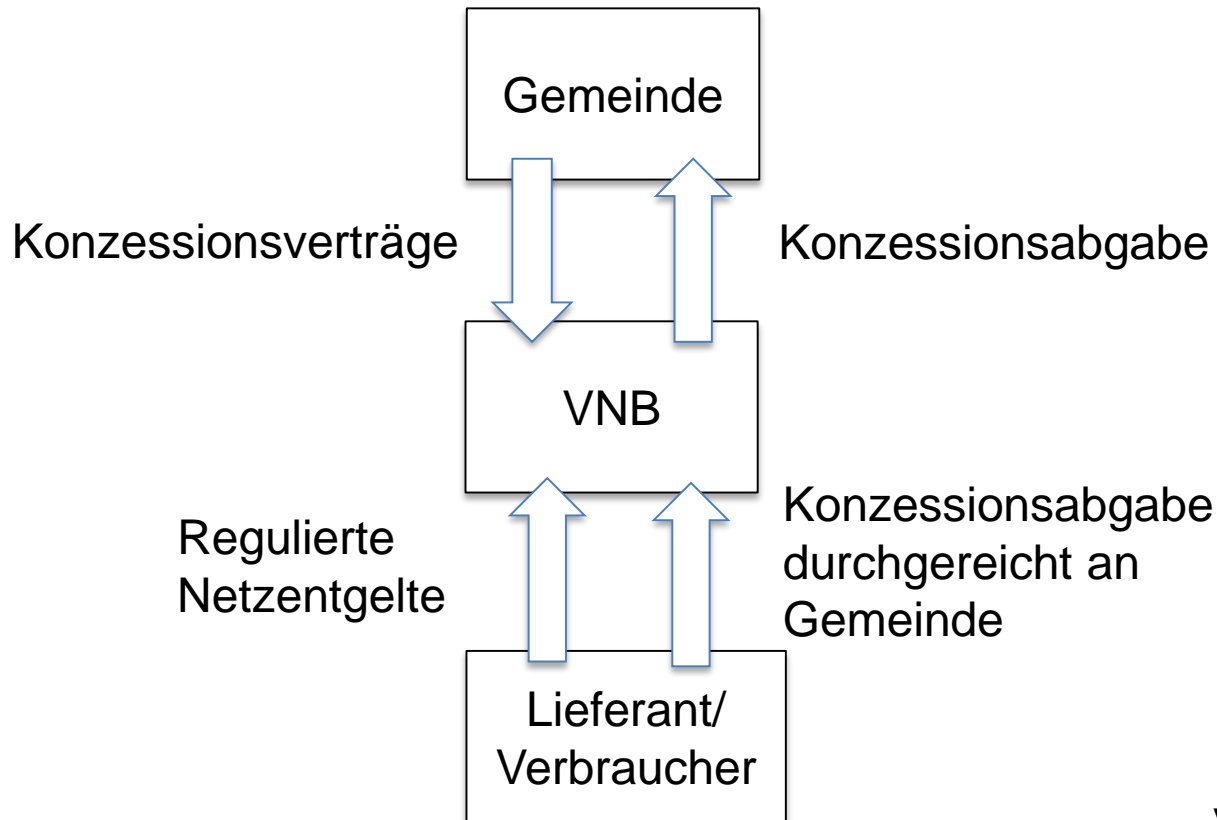 Gemeinde
Konzessionsverträge
Konzessionsabgabe
VNB
Regulierte
Netzentgelte
Konzessionsabgabe
durchgereicht an
Gemeinde
Lieferant/
Verbraucher